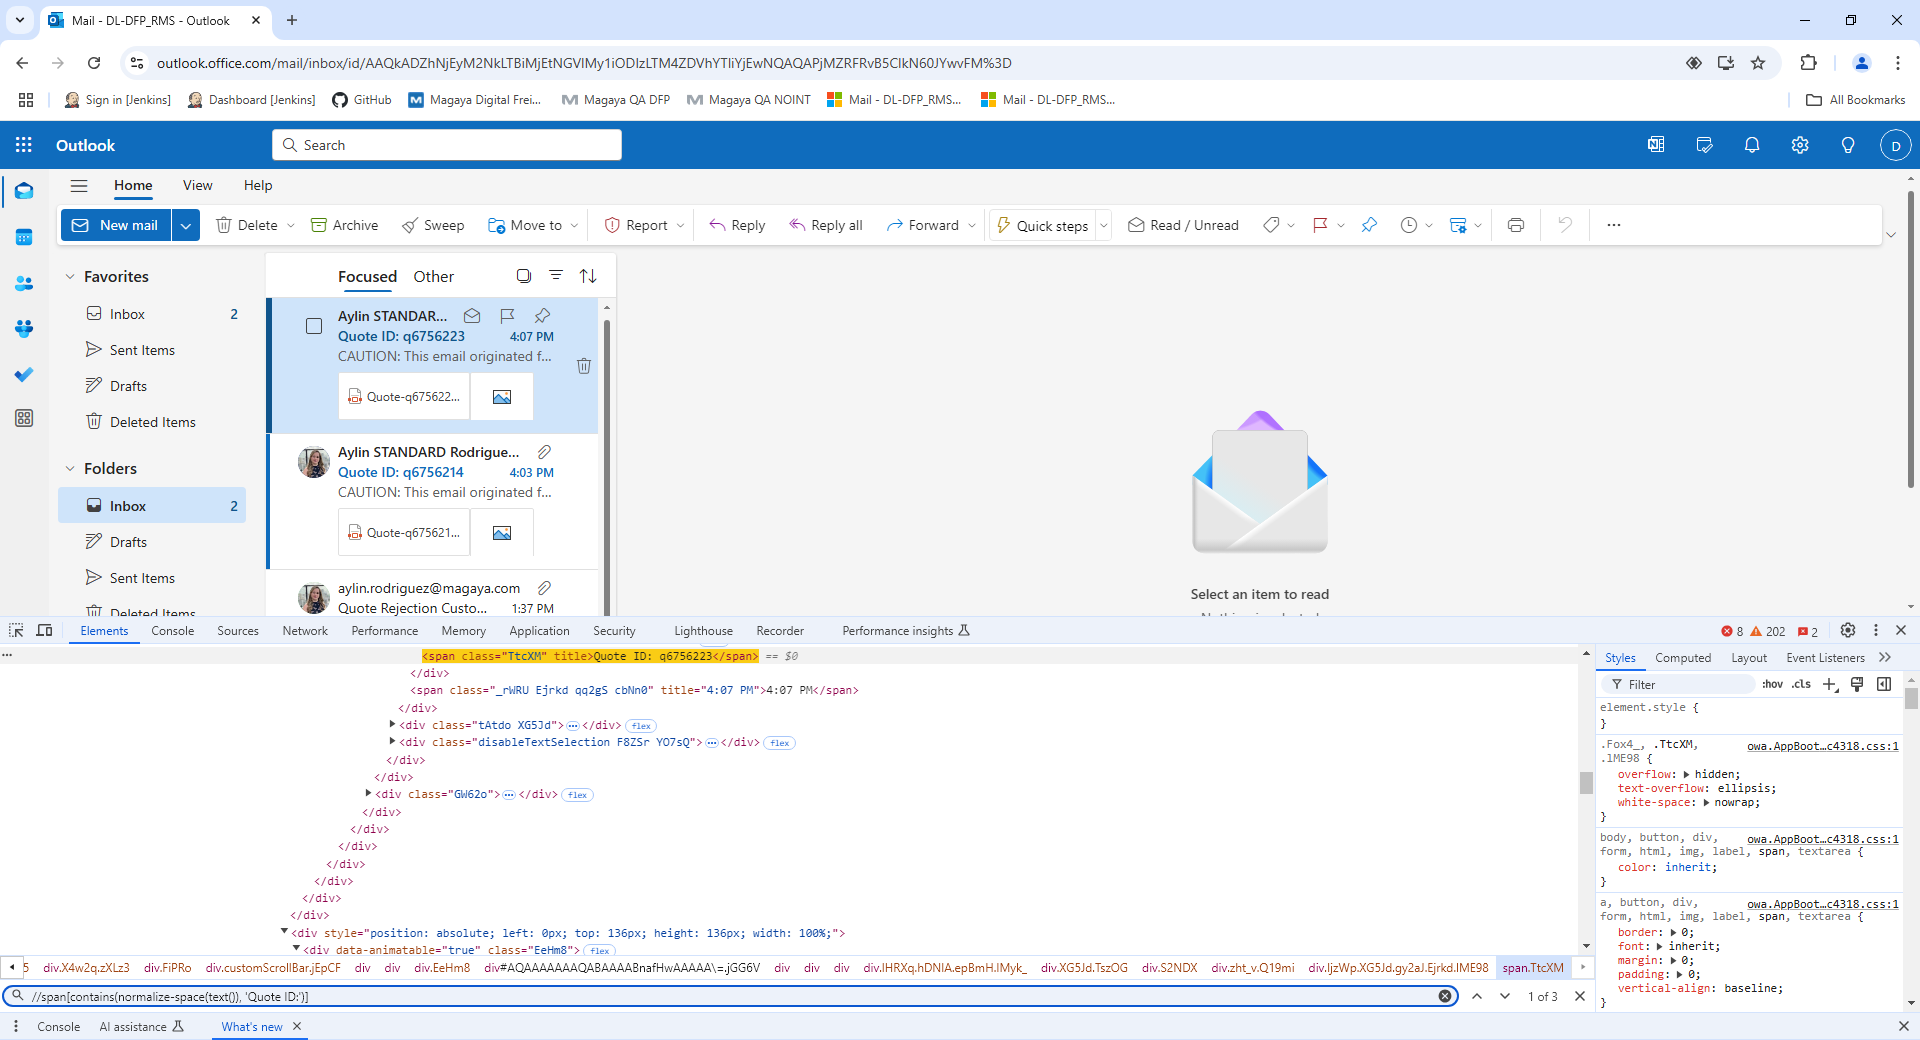 Mail - DL-DFP_RMS - Outlook
outlook.office.com/mail/inbox/id/AAQkADZhNjEyM2NkLTBiMjEtNGVlMy1iODIzLTM4ZDVhYTliYjEwNQAQAPjMZRFRvB5ClkN60JYwvFM%3D
Sign in [Jenkins]
Dashboard [Jenkins]
GitHub
Magaya Digital Frei...
Magaya QA DFP
Magaya QA NOINT
Mail - DL-DFP_RMS...
Mail - DL-DFP_RMS...
All Bookmarks
Outlook
Search
D
Home View Help
New mail
Delete
Archive
Sweep
Move to
Report
Reply
Reply all
Forward
Quick steps
Read / Unread
Favorites
Inbox 2
Sent Items
Drafts
Deleted Items
Folders
Inbox 2
Drafts
Sent Items
Deleted Items
Focused Other
Aylin STANDAR...
Quote ID: q6756223 4:07 PM
CAUTION: This email originated f...
Quote-q675622...
Aylin STANDARD Rodrigue...
Quote ID: q6756214 4:03 PM
CAUTION: This email originated f...
Quote-q675621...
aylin.rodriguez@magaya.com
Quote Rejection Custo... 1:37 PM
Select an item to read
Elements Console Sources Network Performance Memory Application Security Lighthouse Recorder Performance insights
8 202 2
<span class="TtcXM" title>Quote ID: q6756223</span> == $0
</div>
<span class="_rWRU Ejrkd qq2gS cbNn0" title="4:07 PM">4:07 PM</span>
</div>
<div class="tAtdo XG5Jd">…</div> flex
<div class="disableTextSelection F8ZSr YO7sQ">…</div> flex
</div>
</div>
<div class="GW62o">…</div> flex
</div>
</div>
</div>
</div>
</div>
</div>
</div>
<div style="position: absolute; left: 0px; top: 136px; height: 136px; width: 100%;">
<div data-animatable="true" class="EeHm8"> flex
5 div.X4w2q.zXLz3 div.FiPRo div.customScrollBar.jEpCF div div div.EeHm8 div#AQAAAAAAAQABAAAABnafHwAAAAA\=.jGG6V div div div div.IHRXq.hDNlA.epBmH.lMyk_ div.XG5Jd.TszOG div.S2NDX div.zht_v.Q19mi div.IjzWp.XG5Jd.gy2aJ.Ejrkd.lME98 span.TtcXM
//span[contains(normalize-space(text()), 'Quote ID:')]
1 of 3
Console AI assistance What's new
Styles Computed Layout Event Listeners
Filter :hov .cls
element.style {
}
.Fox4_, .TtcXM, owa.AppBoot…c4318.css:1
.lME98 {
overflow: hidden;
text-overflow: ellipsis;
white-space: nowrap;
}
body, button, div, owa.AppBoot…c4318.css:1
form, html, img, label, span, textarea {
color: inherit;
}
a, button, div, owa.AppBoot…c4318.css:1
form, html, img, label, span, textarea {
border: 0;
font: inherit;
margin: 0;
padding: 0;
vertical-align: baseline;
}